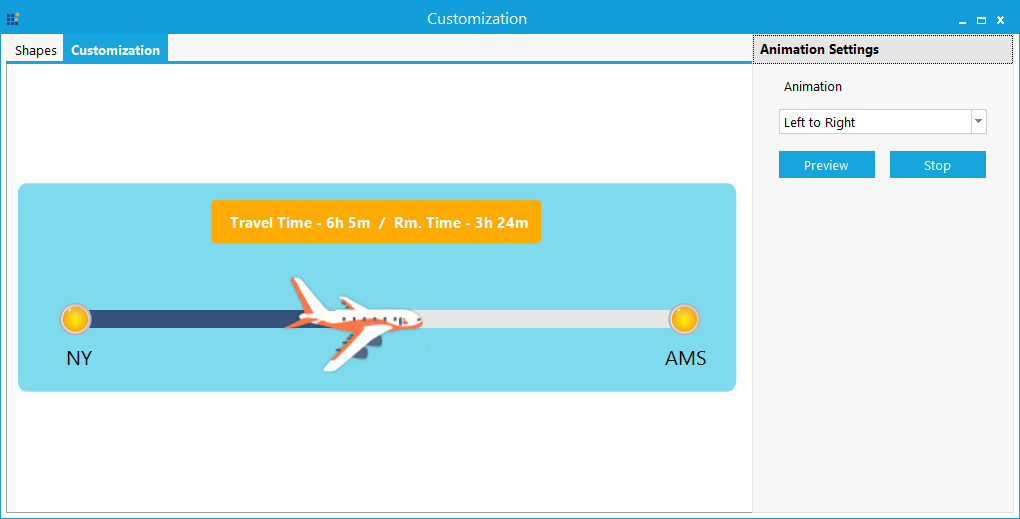 Customization
Shapes Customization
Animation Settings
Animation
Left to Right
Preview Stop
Travel Time - 6h 5m / Rm. Time - 3h 24m
NY AMS